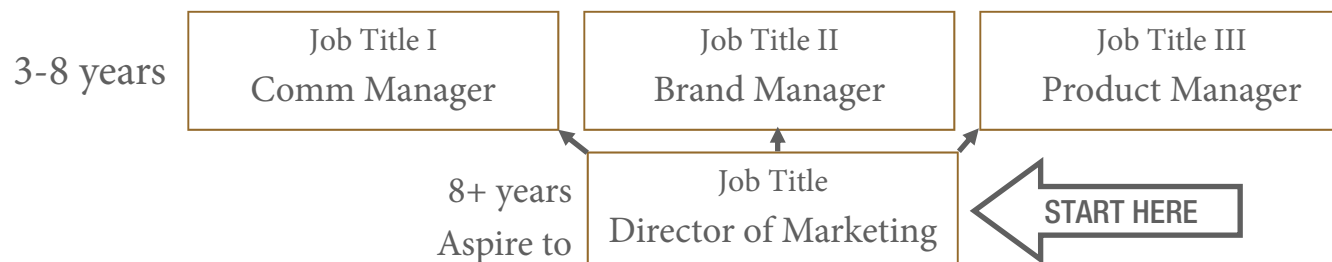 3-8 years
Job Title I
Comm Manager
Job Title II
Brand Manager
Job Title III
Product Manager
8+ years
Aspire to
Job Title
Director of Marketing
START HERE